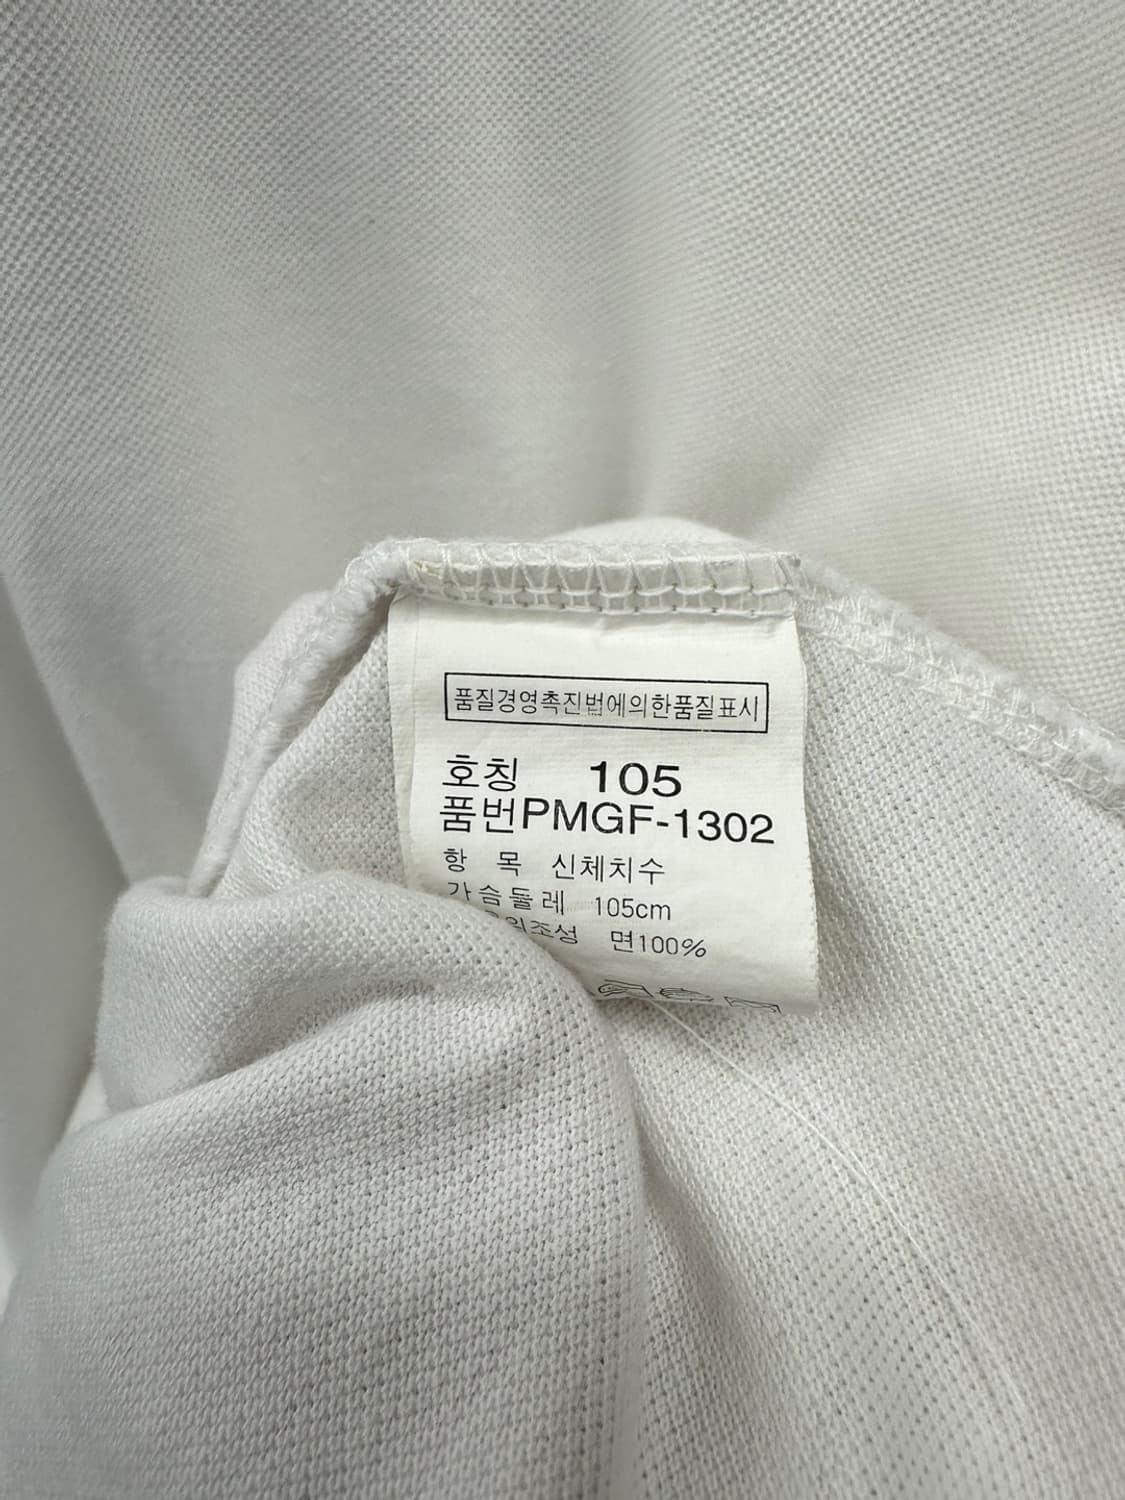 품질경영촉진법에의한품질표시
호칭 105
품번PMGF-1302
항 목 신체치수
가슴둘레 105cm
조성 면100%